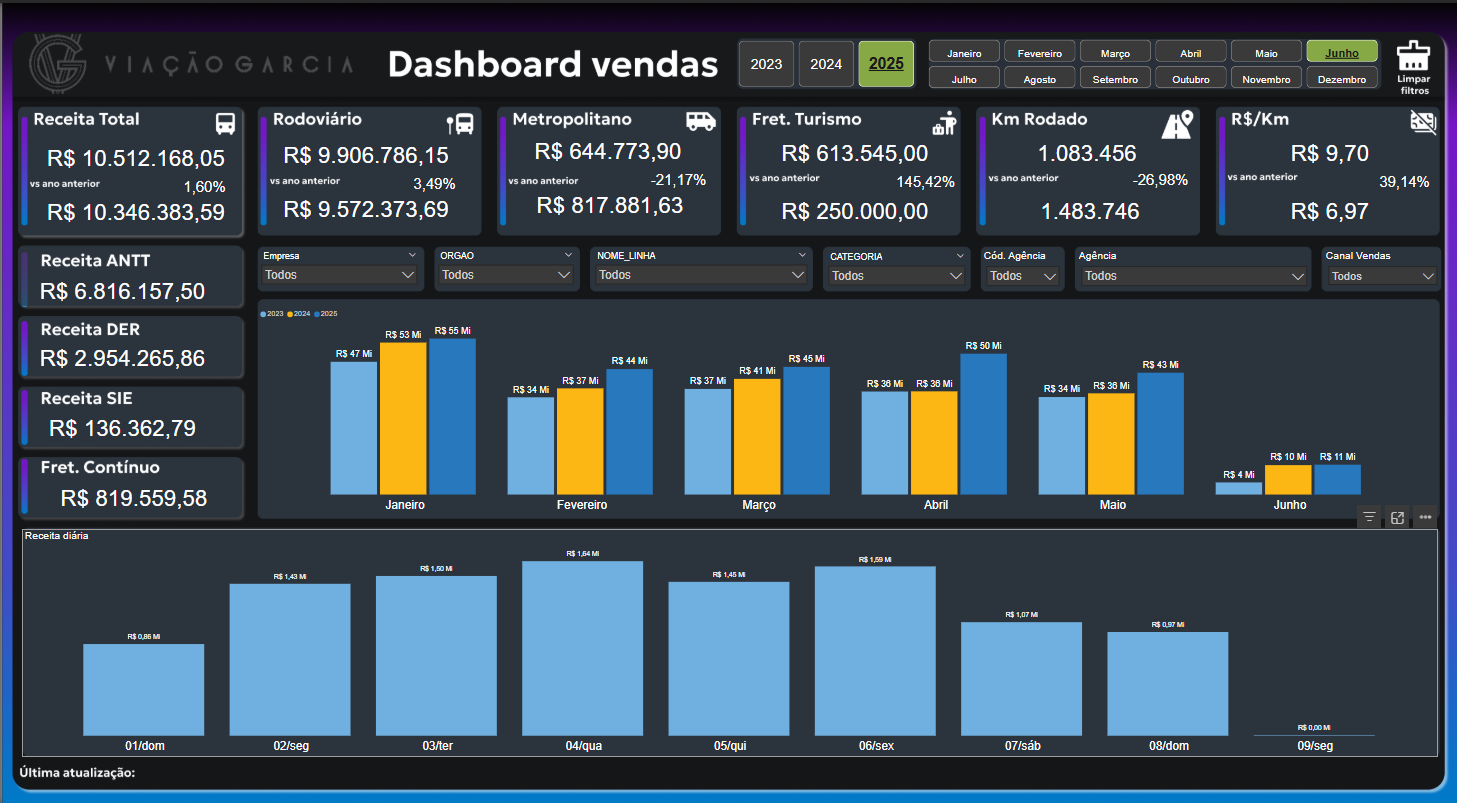 VIAÇÃO GARCIA
Dashboard vendas
2023
2024
2025
Janeiro
Fevereiro
Março
Abril
Maio
Junho
Julho
Agosto
Setembro
Outubro
Novembro
Dezembro
Limpar
filtros
Receita Total
R$ 10.512.168,05
vs ano anterior
1,60%
R$ 10.346.383,59
Rodoviário
R$ 9.906.786,15
vs ano anterior
3,49%
R$ 9.572.373,69
Metropolitano
R$ 644.773,90
vs ano anterior
-21,17%
R$ 817.881,63
Fret. Turismo
R$ 613.545,00
vs ano anterior
145,42%
R$ 250.000,00
Km Rodado
1.083.456
vs ano anterior
-26,98%
1.483.746
R$/Km
R$ 9,70
vs ano anterior
39,14%
R$ 6,97
Receita ANTT
R$ 6.816.157,50
Receita DER
R$ 2.954.265,86
Receita SIE
R$ 136.362,79
Fret. Contínuo
R$ 819.559,58
Empresa
Todos
ORGAO
Todos
NOME_LINHA
Todos
CATEGORIA
Todos
Cód. Agência
Todos
Agência
Todos
Canal Vendas
Todos
2023 2024 2025
R$ 47 Mi
R$ 53 Mi
R$ 55 Mi
R$ 34 Mi
R$ 37 Mi
R$ 44 Mi
R$ 37 Mi
R$ 41 Mi
R$ 45 Mi
R$ 36 Mi
R$ 36 Mi
R$ 50 Mi
R$ 34 Mi
R$ 36 Mi
R$ 43 Mi
R$ 4 Mi
R$ 10 Mi
R$ 11 Mi
Janeiro
Fevereiro
Março
Abril
Maio
Junho
Receita diária
R$ 0,86 Mi
R$ 1,43 Mi
R$ 1,50 Mi
R$ 1,64 Mi
R$ 1,45 Mi
R$ 1,59 Mi
R$ 1,07 Mi
R$ 0,97 Mi
R$ 0,00 Mi
01/dom
02/seg
03/ter
04/qua
05/qui
06/sex
07/sáb
08/dom
09/seg
Última atualização: